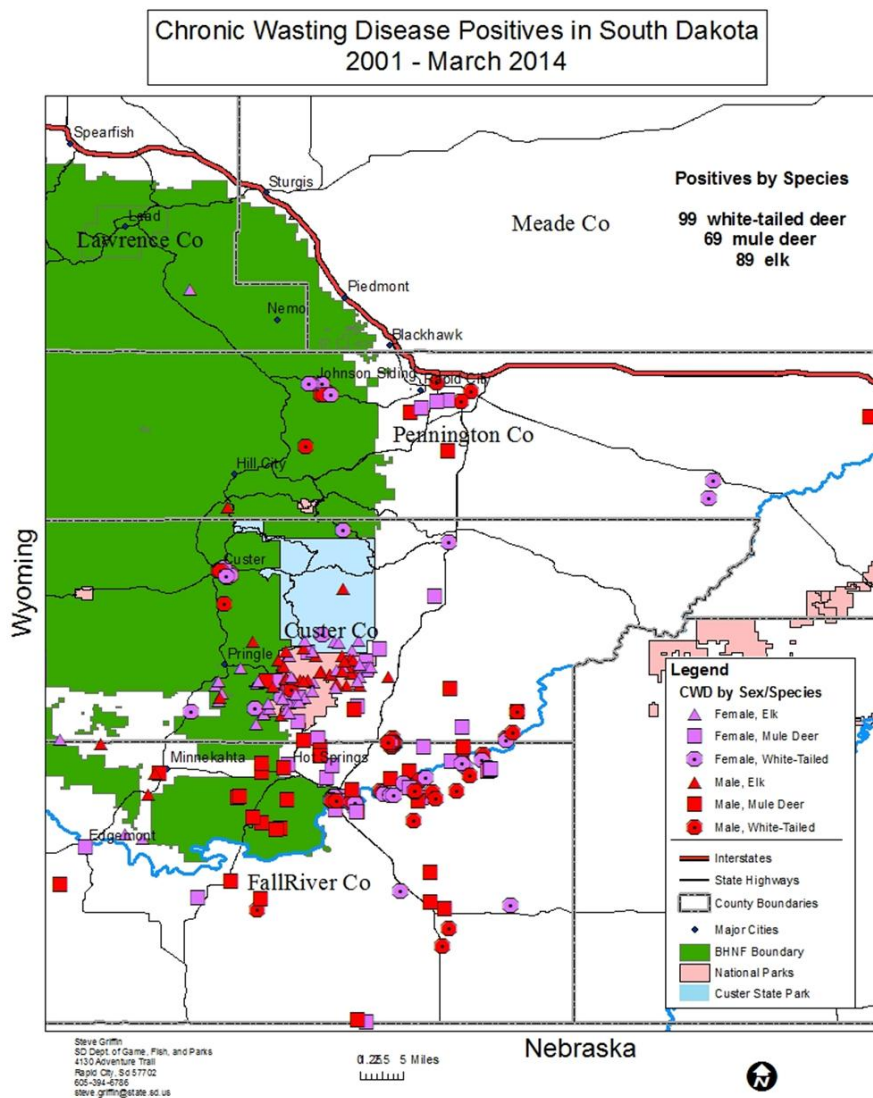 Chronic Wasting Disease Positives in South Dakota
2001 - March 2014
Spearfish
Sturgis
Positives by Species
99 white-tailed deer
69 mule deer
89 elk
Lead
Lawrence Co
Meade Co
Piedmont
Nemo
Blackhawk
Johnson Siding
Rapid City
Pennington Co
Hill City
Wyoming
Custer
Custer Co
Pringle
Minnekahta
Hot Springs
Edgemont
FallRiver Co
Legend
CWD by Sex/Species
Female, Elk
Female, Mule Deer
Female, White-Tailed
Male, Elk
Male, Mule Deer
Male, White-Tailed
Interstates
State Highways
County Boundaries
Major Cities
BHNF Boundary
National Parks
Custer State Park
Nebraska
Steve Griffin
SD Dept. of Game, Fish, and Parks
4130 Adventure Trail
Rapid City, Sd 57702
605-394-6786
steve.griffin@state.sd.us
5 Miles
N